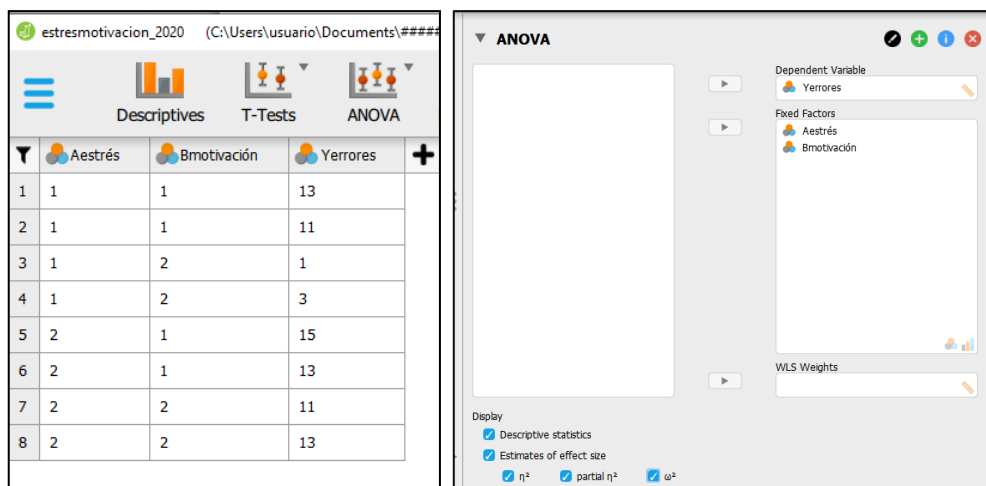 estresmotivacion_2020 (C:\Users\usuario\Documents\#####
Descriptives T-Tests ANOVA
Aestrés Bmotivación Yerrores
1 1 1 13
2 1 1 11
3 1 2 1
4 1 2 3
5 2 1 15
6 2 1 13
7 2 2 11
8 2 2 13
ANOVA
Dependent Variable
Yerrores
Fixed Factors
Aestrés
Bmotivación
WLS Weights
Display
Descriptive statistics
Estimates of effect size
η² partial η² ω²